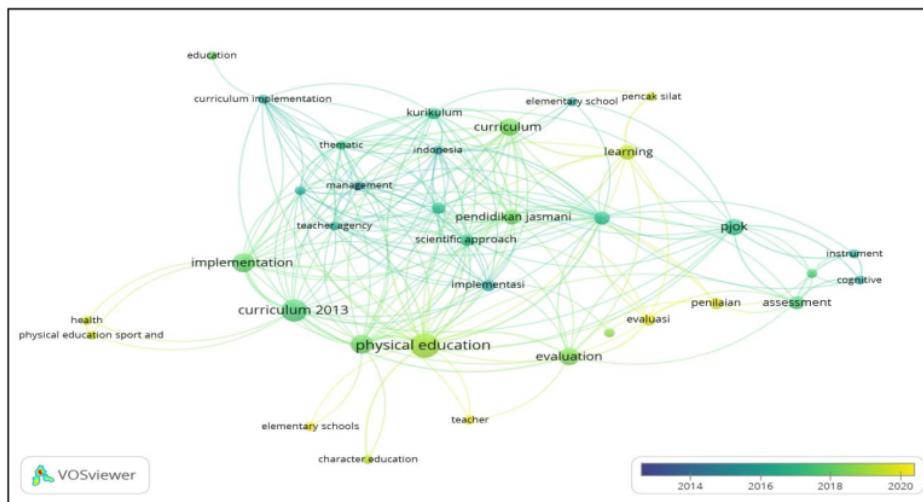 education
curriculum implementation
elementary school
pencak silat
kurikulum
curriculum
thematic
indonesia
learning
management
teacher agency
pendidikan jasmani
pjok
scientific approach
implementation
implementasi
instrument
cognitive
health
physical education sport and
curriculum 2013
penilaian
assessment
evaluasi
physical education
evaluation
elementary schools
teacher
character education
VOSviewer
2014 2016 2018 2020